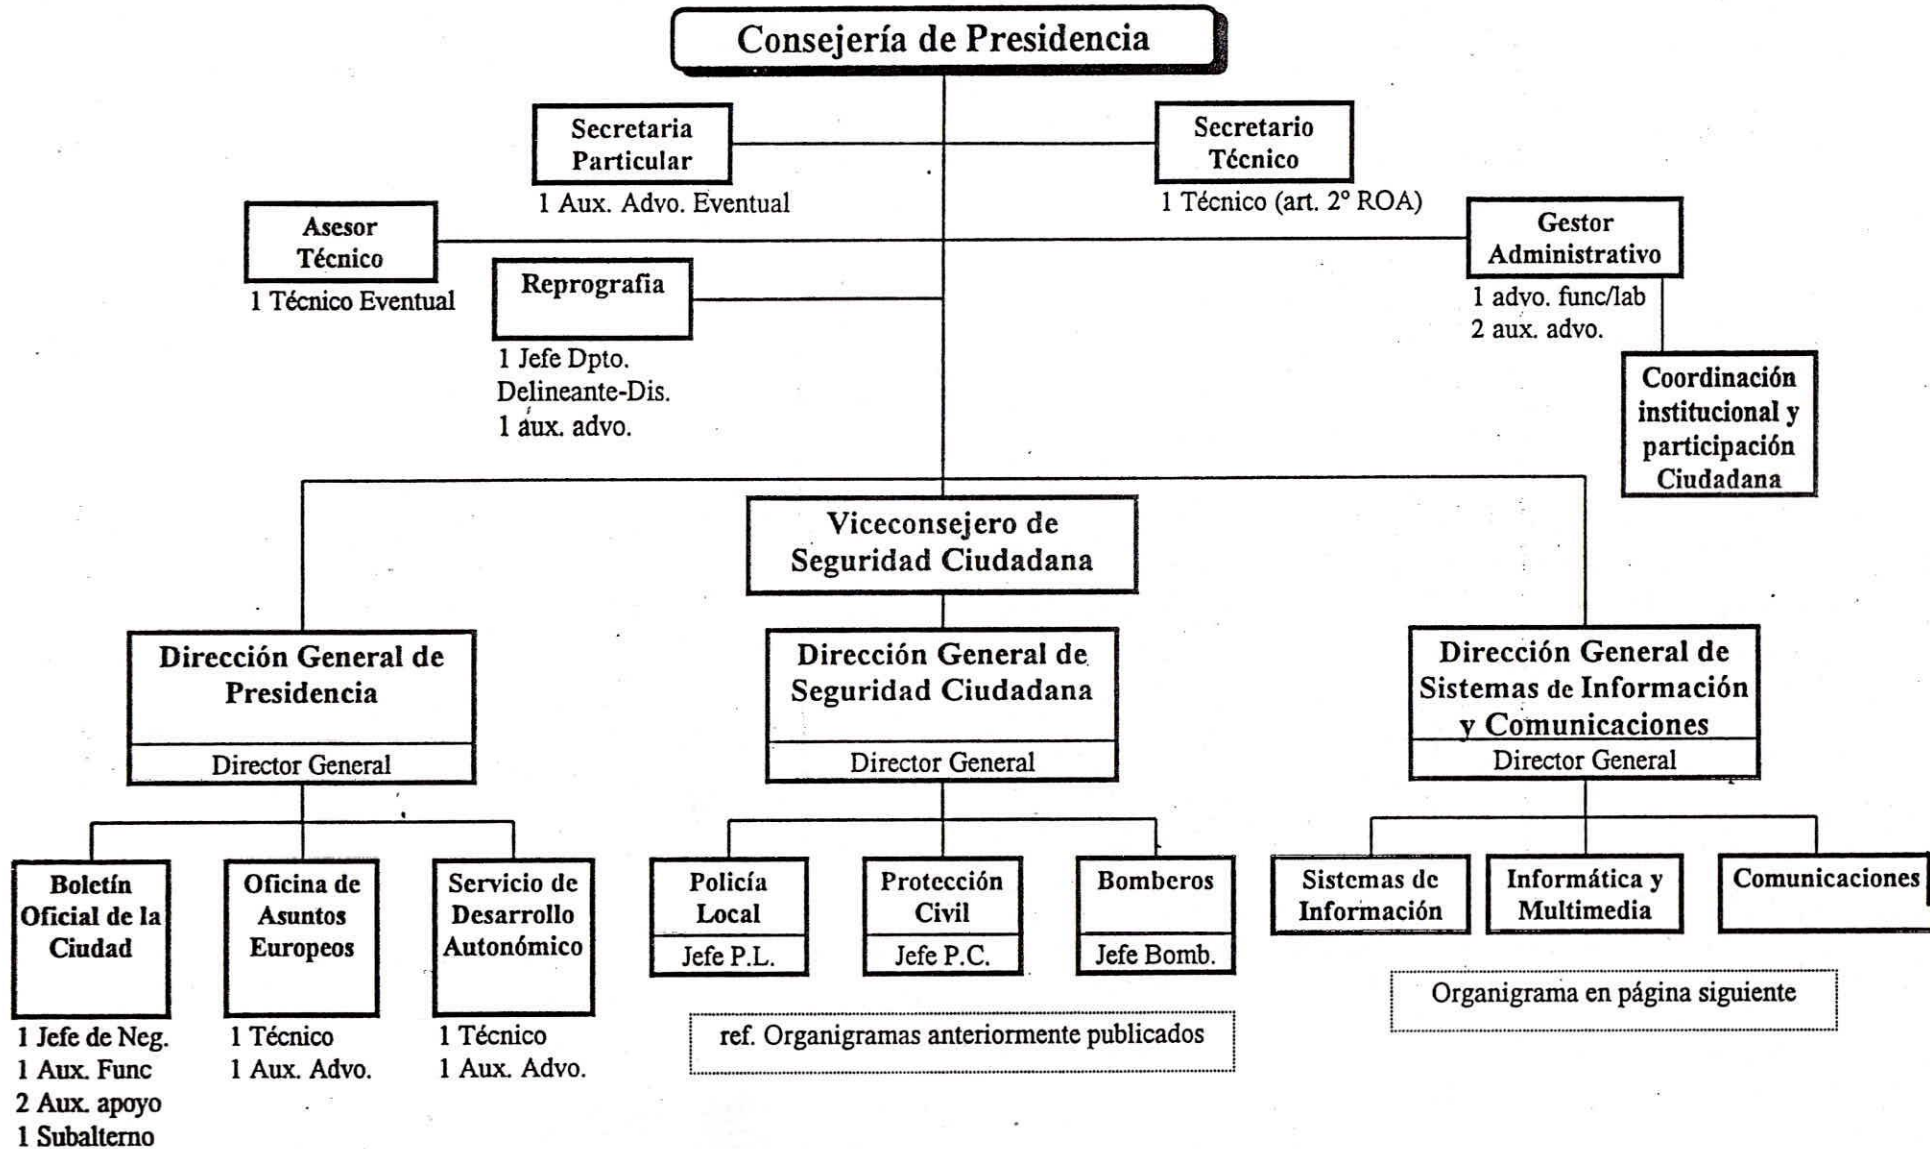 Consejería de Presidencia
Secretaria
Particular
1 Aux. Advo. Eventual
Secretario
Técnico
1 Técnico (art. 2º ROA)
Asesor
Técnico
1 Técnico Eventual
Gestor
Administrativo
1 advo. func/lab
2 aux. advo.
Reprografia
1 Jefe Dpto.
Delineante-Dis.
1 aux. advo.
Coordinación
institucional y
participación
Ciudadana
Viceconsejero de
Seguridad Ciudadana
Dirección General de
Presidencia
Director General
Dirección General de
Seguridad Ciudadana
Director General
Dirección General de
Sistemas de Información
y Comunicaciones
Director General
Boletín
Oficial de la
Ciudad
1 Jefe de Neg.
1 Aux. Func
2 Aux. apoyo
1 Subalterno
Oficina de
Asuntos
Europeos
1 Técnico
1 Aux. Advo.
Servicio de
Desarrollo
Autonómico
1 Técnico
1 Aux. Advo.
Policía
Local
Jefe P.L.
Protección
Civil
Jefe P.C.
Bomberos
Jefe Bomb.
ref. Organigramas anteriormente publicados
Sistemas de
Información
Informática y
Multimedia
Comunicaciones
Organigrama en página siguiente